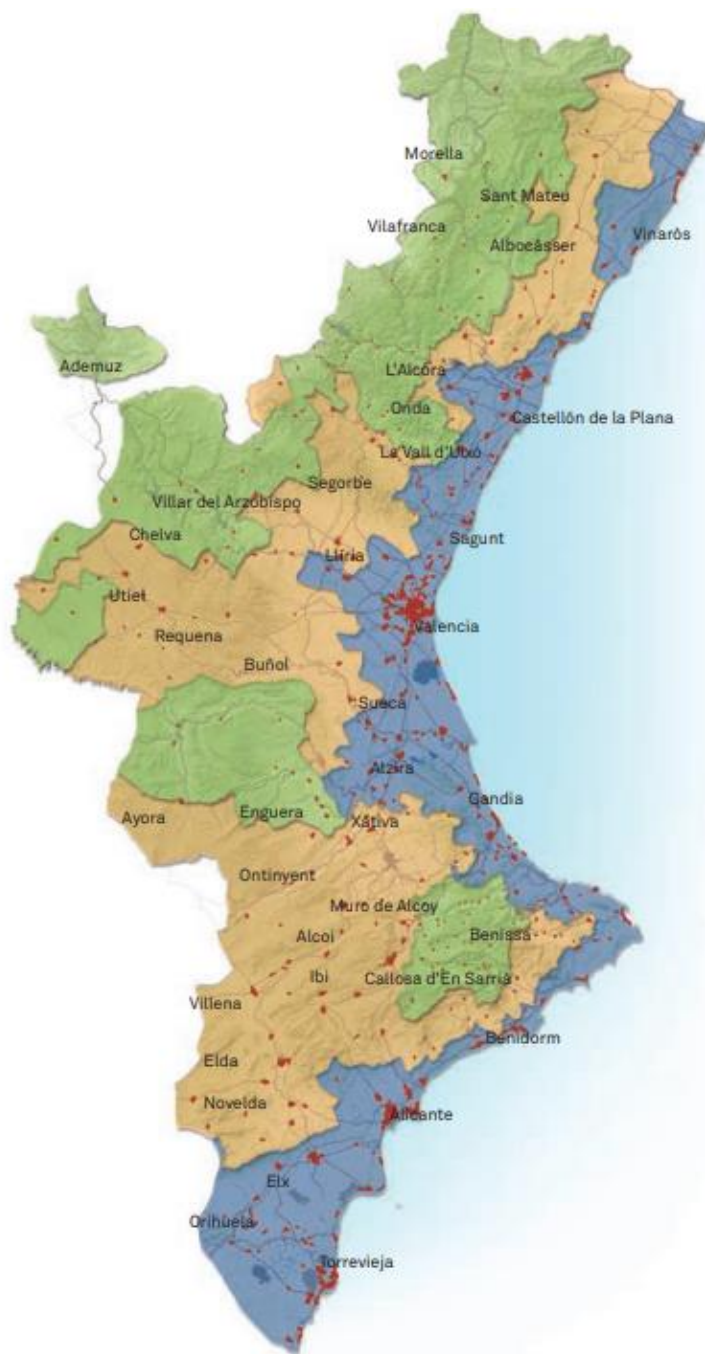 Morella
Sant Mateu
Vilafranca
Vinaròs
Albocàsser
Ademuz
L'Alcora
Onda
Castellón de la Plana
La Vall d'Uixó
Segorbe
Villar del Arzobispo
Chelva
Sagunt
Llíria
Utiel
Valencia
Requena
Buñol
Sueca
Alzira
Gandia
Ayora
Enguera
Xàtiva
Ontinyent
Muro de Alcoy
Alcoi
Benissa
Ibi
Callosa d'En Sarrià
Villena
Benidorm
Elda
Novelda
Alicante
Elx
Orihuela
Torrevieja